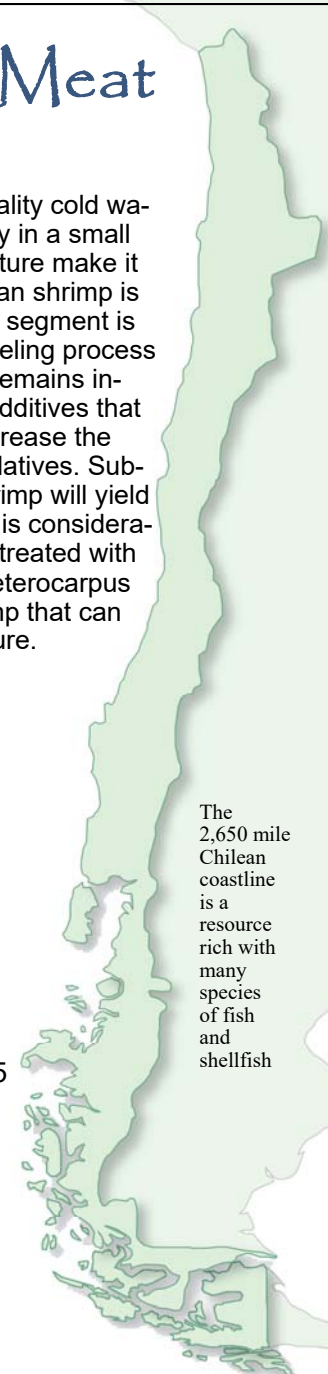 Meat
ality cold wa-
y in a small
ture make it
an shrimp is
segment is
eling process
emains in-
dditives that
rease the
latives. Sub-
rimp will yield
is considera-
treated with
eterocarpus
mp that can
ure.
The
2,650 mile
Chilean
coastline
is a
resource
rich with
many
species
of fish
and
shellfish
5